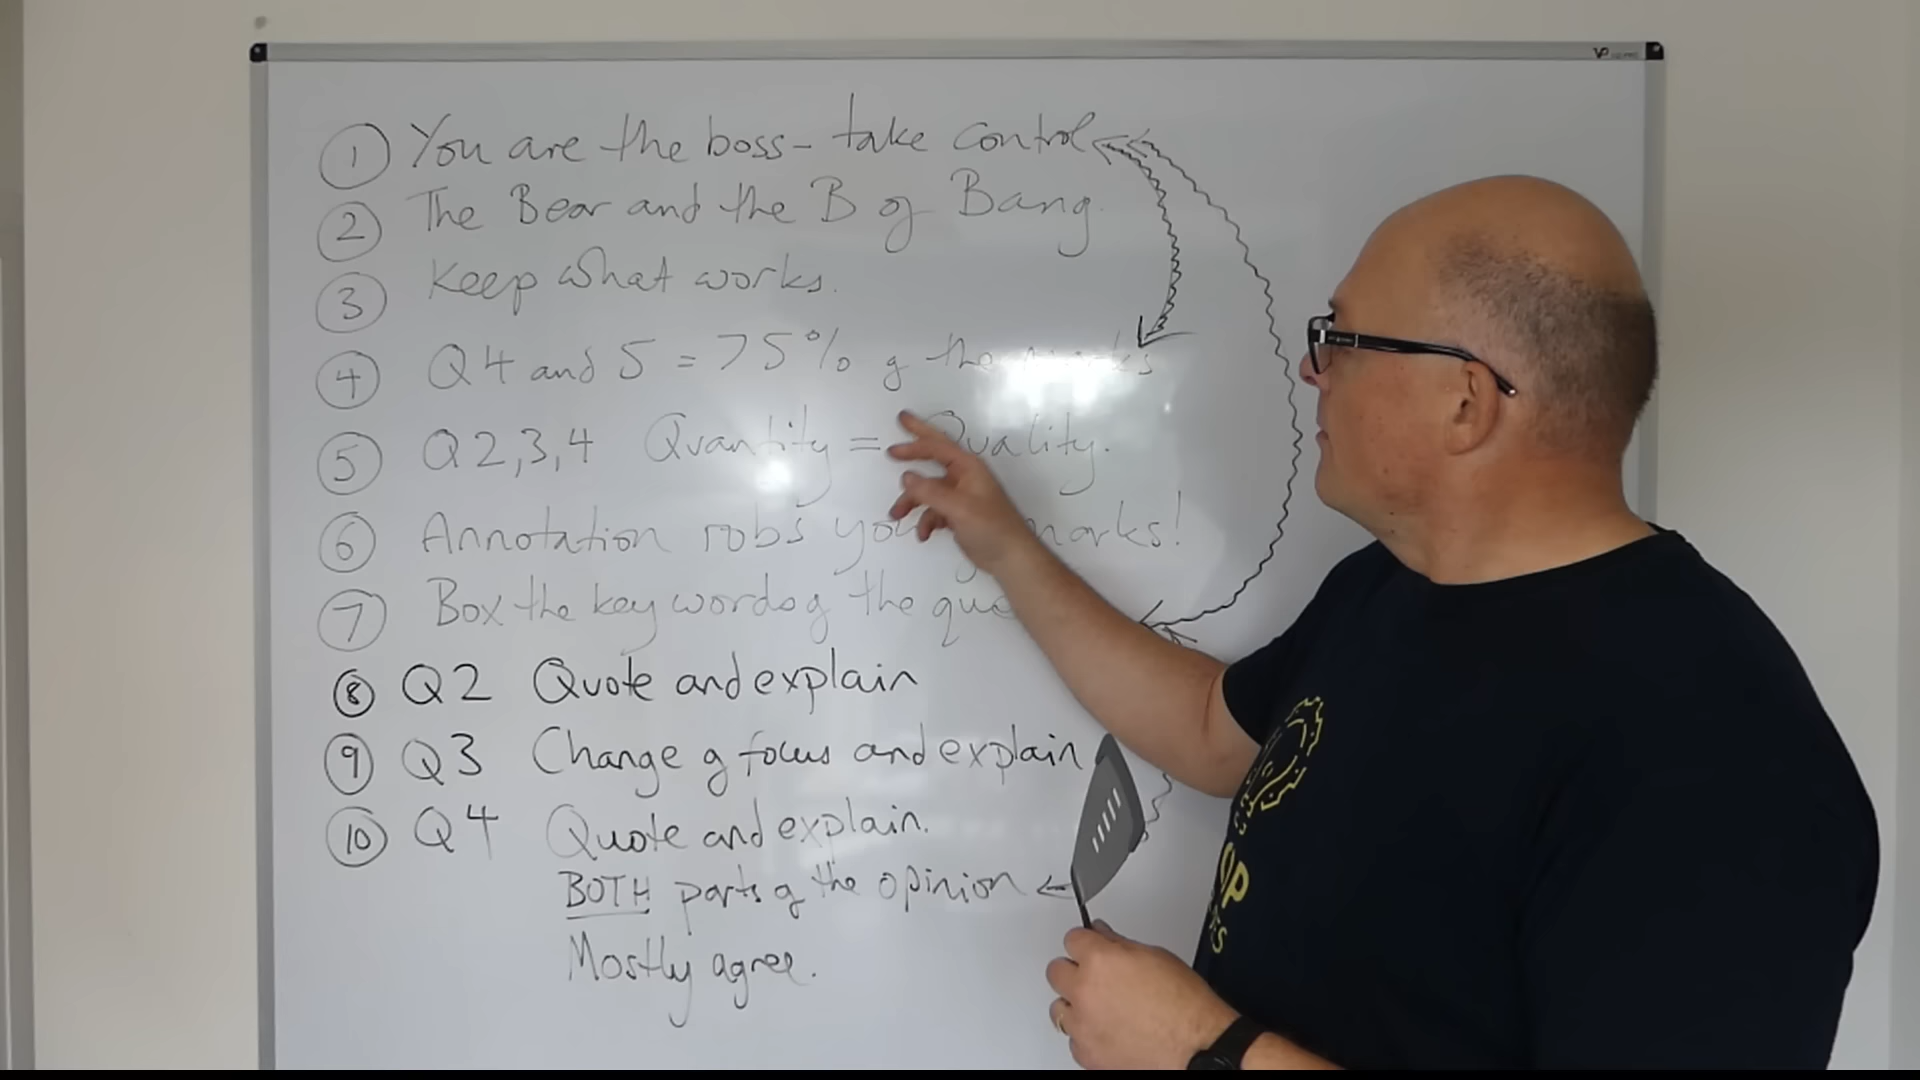 ① You are the boss - take control
② The Bear and the B of Bang.
③ Keep what works.
④ Q4 and 5 = 75% of the marks
⑤ Q2,3,4 Quantity = Quality.
⑥ Annotation robs you marks!
⑦ Box the key words of the que
⑧ Q2 Quote and explain
⑨ Q3 Change of focus and explain
⑩ Q4 Quote and explain.
BOTH parts of the opinion
Mostly agree.